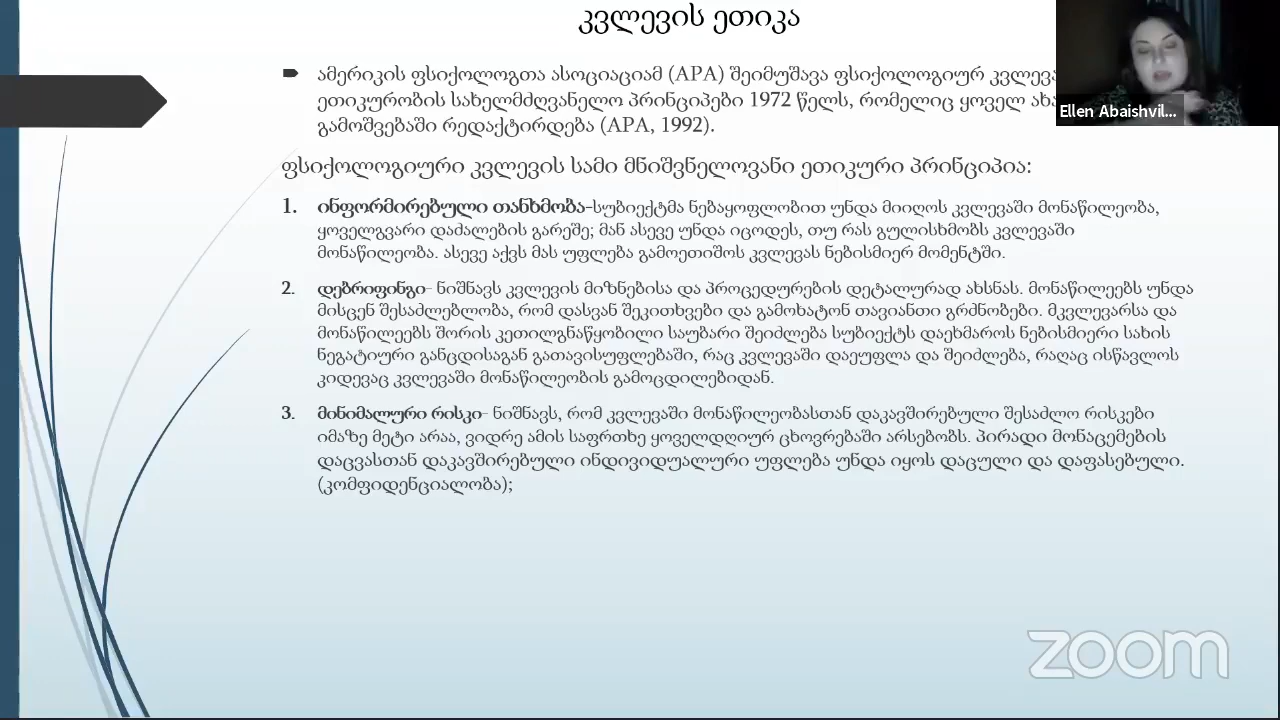 კვლევის ეთიკა
ამერიკის ფსიქოლოგთა ასოციაციამ (APA) შეიმუშავა ფსიქოლოგიურ
ეთიკურობის სახელმძღვანელო პრინციპები 1972 წელს, რომელიც ყოველ
გამოშვებაში რედაქტირდება (APA, 1992).
Ellen Abaishvil...
ფსიქოლოგიური კვლევის სამი მნიშვნელოვანი ეთიკური პრინციპია:
1. ინფორმირებული თანხმობა-სუბიექტმა ნებაყოფლობით უნდა მიიღოს კვლევაში მონაწილეობა,
ყოველგვარი დაძალების გარეშე; მან ასევე უნდა იცოდეს, თუ რას გულისხმობს კვლევაში
მონაწილეობა. ასევე აქვს მას უფლება გამოეთიშოს კვლევას ნებისმიერ მომენტში.
2. დებრიფინგი- ნიშნავს კვლევის მიზნებისა და პროცედურების დეტალურად ახსნას. მონაწილეებს უნდა
მისცენ შესაძლებლობა, რომ დასვან შეკითხვები და გამოხატონ თავიანთი გრძნობები. მკვლევარსა და
მონაწილეებს შორის კეთილგნაწყობილი საუბარი შეიძლება სუბიექტს დაეხმაროს ნებისმიერი სახის
ნეგატიური განცდისაგან გათავისუფლებაში, რაც კვლევაში დაეუფლა და შეიძლება, რაღაც ისწავლოს
კიდევაც კვლევაში მონაწილეობის გამოცდილებიდან.
3. მინიმალური რისკი- ნიშნავს, რომ კვლევაში მონაწილეობასთან დაკავშირებული შესაძლო რისკები
იმაზე მეტი არაა, ვიდრე ამის საფრთხე ყოველდღიურ ცხოვრებაში არსებობს. პირადი მონაცემების
დაცვასთან დაკავშირებული ინდივიდუალური უფლება უნდა იყოს დაცული და დაფასებული.
(კომფიდენციალობა);
zoom